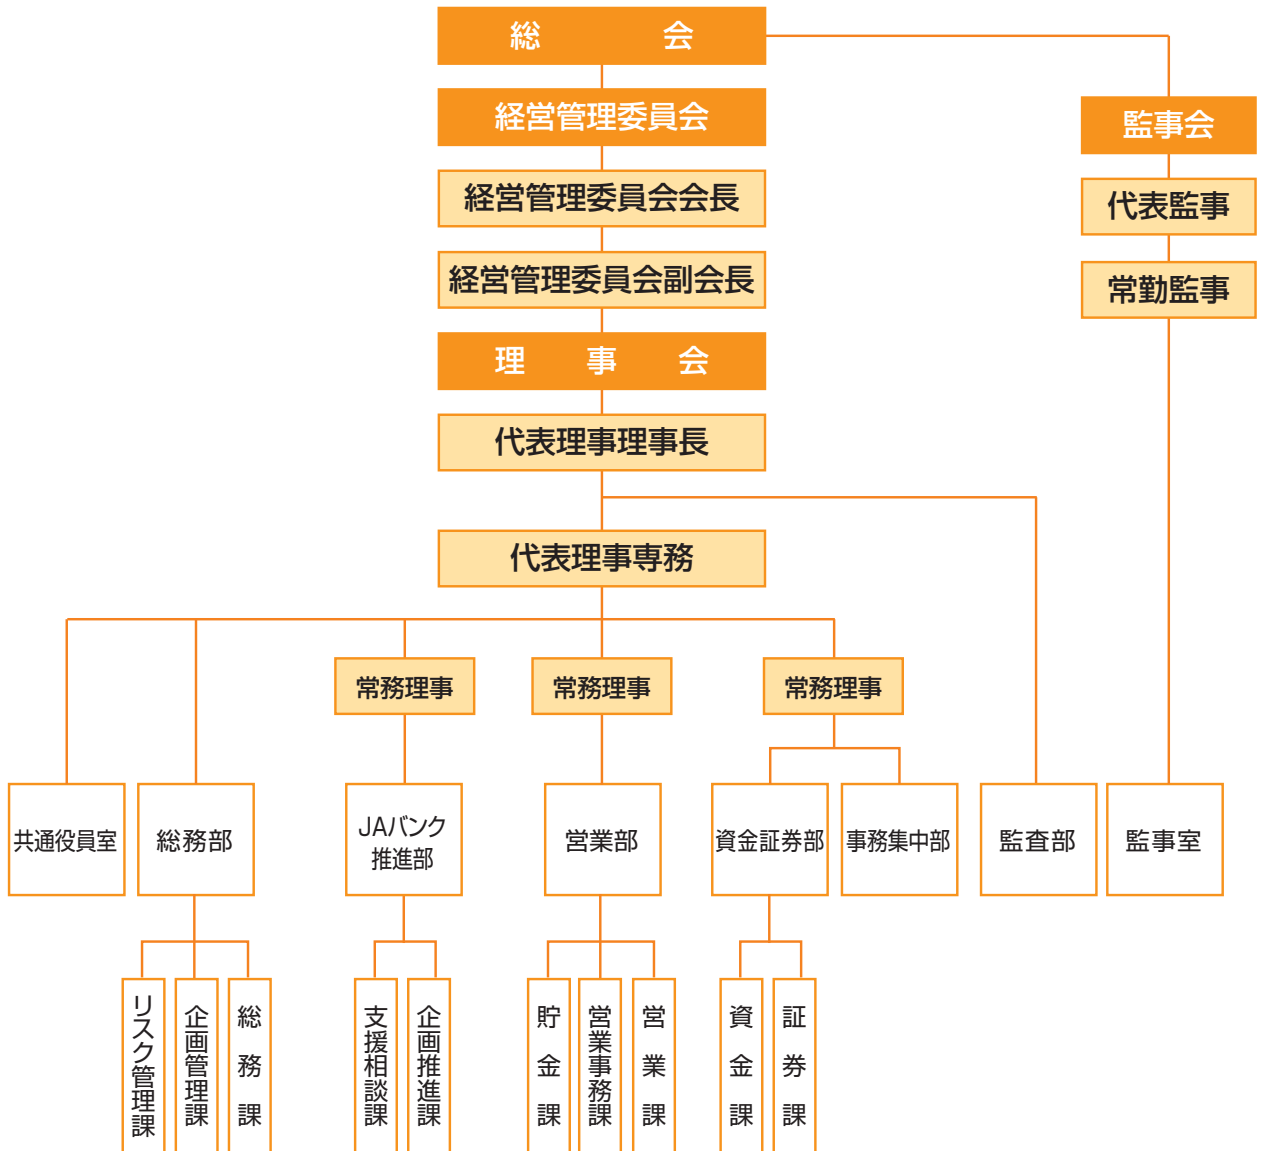 総会
経営管理委員会
監事会
経営管理委員会会長
代表監事
経営管理委員会副会長
常勤監事
理事会
代表理事理事長
代表理事専務
常務理事
常務理事
常務理事
共通役員室
総務部
JAバンク
推進部
営業部
資金証券部
事務集中部
監査部
監事室
リスク管理課
企画管理課
総務課
支援相談課
企画推進課
貯金課
営業事務課
営業課
資金課
証券課